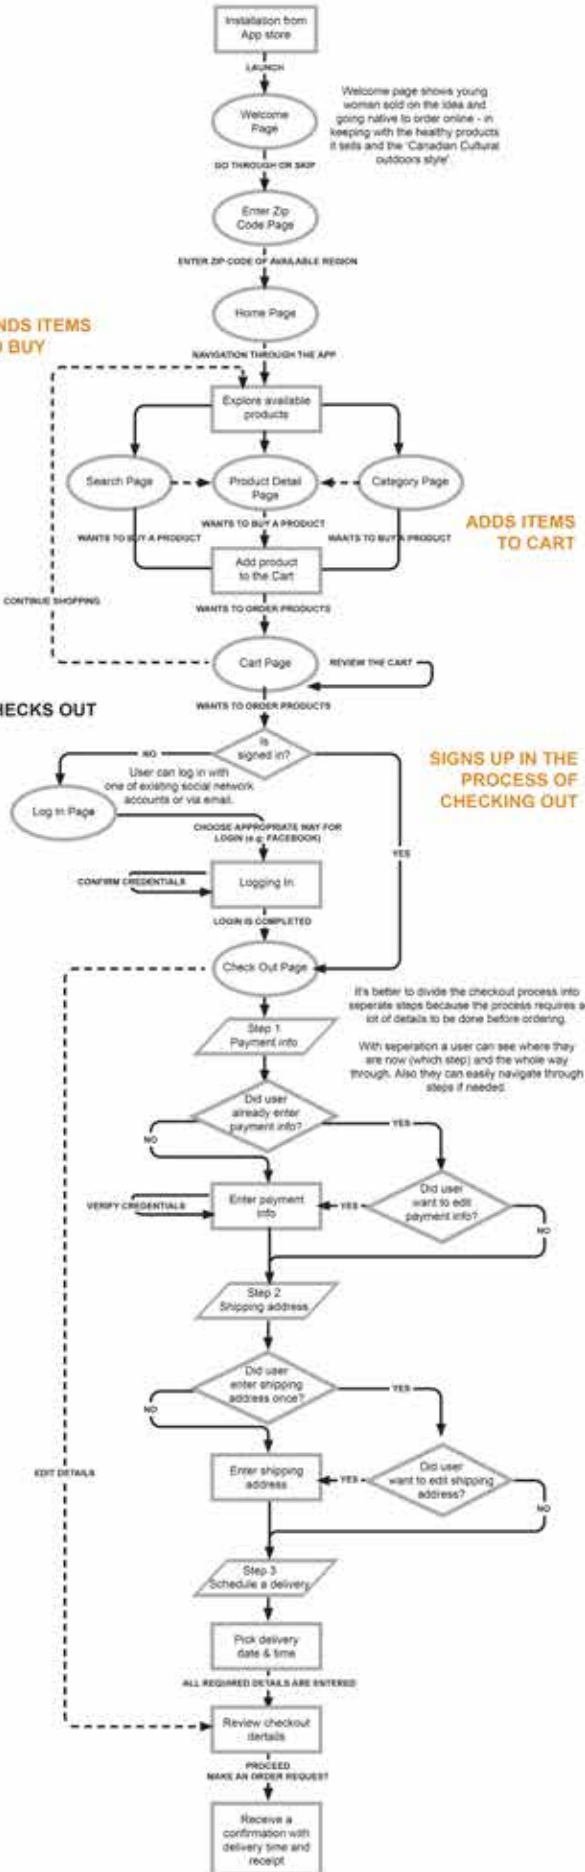 Installation from
App store
LAUNCH
Welcome
Page
Welcome page shows young
woman sold on the idea and
going native to order online - in
keeping with the healthy products
it sells and the 'Canadian Cultural
outdoors style'.
GO THROUGH OR SKIP
Enter Zip
Code Page
ENTER ZIP-CODE OF AVAILABLE REGION
Home Page
NDS ITEMS
O BUY
NAVIGATION THROUGH THE APP
Explore available
products
Search Page
Product Detail
Page
Category Page
WANTS TO BUY A PRODUCT
WANTS TO BUY A PRODUCT
WANTS TO BUY A PRODUCT
ADDS ITEMS
TO CART
Add product
to the Cart
CONTINUE SHOPPING
WANTS TO ORDER PRODUCTS
Cart Page
REVIEW THE CART
WANTS TO ORDER PRODUCTS
HECKS OUT
Is
signed in?
NO
User can log in with
one of existing social network
accounts or via email.
SIGNS UP IN THE
PROCESS OF
CHECKING OUT
Log In Page
CHOOSE APPROPRIATE WAY FOR
LOGIN (e.g. FACEBOOK)
YES
CONFIRM CREDENTIALS
Logging In
LOGIN IS COMPLETED
Check Out Page
It's better to divide the checkout process into
seperate steps because the process requires a
lot of details to be done before ordering.
With seperation a user can see where they
are now (which step) and the whole way
through. Also they can easily navigate through
steps if needed.
Step 1
Payment info
Did user
already enter
payment info?
NO
YES
VERIFY CREDENTIALS
Enter payment
info
YES
Did user
want to edit
payment info?
NO
Step 2
Shipping address
Did user
enter shipping
address once?
NO
YES
EDIT DETAILS
Enter shipping
address
YES
Did user
want to edit shipping
address?
NO
Step 3
Schedule a delivery
Pick delivery
date & time
ALL REQUIRED DETAILS ARE ENTERED
Review checkout
dertails
PROCEED
MAKE AN ORDER REQUEST
Receive a
confirmation with
delivery time and
receipt